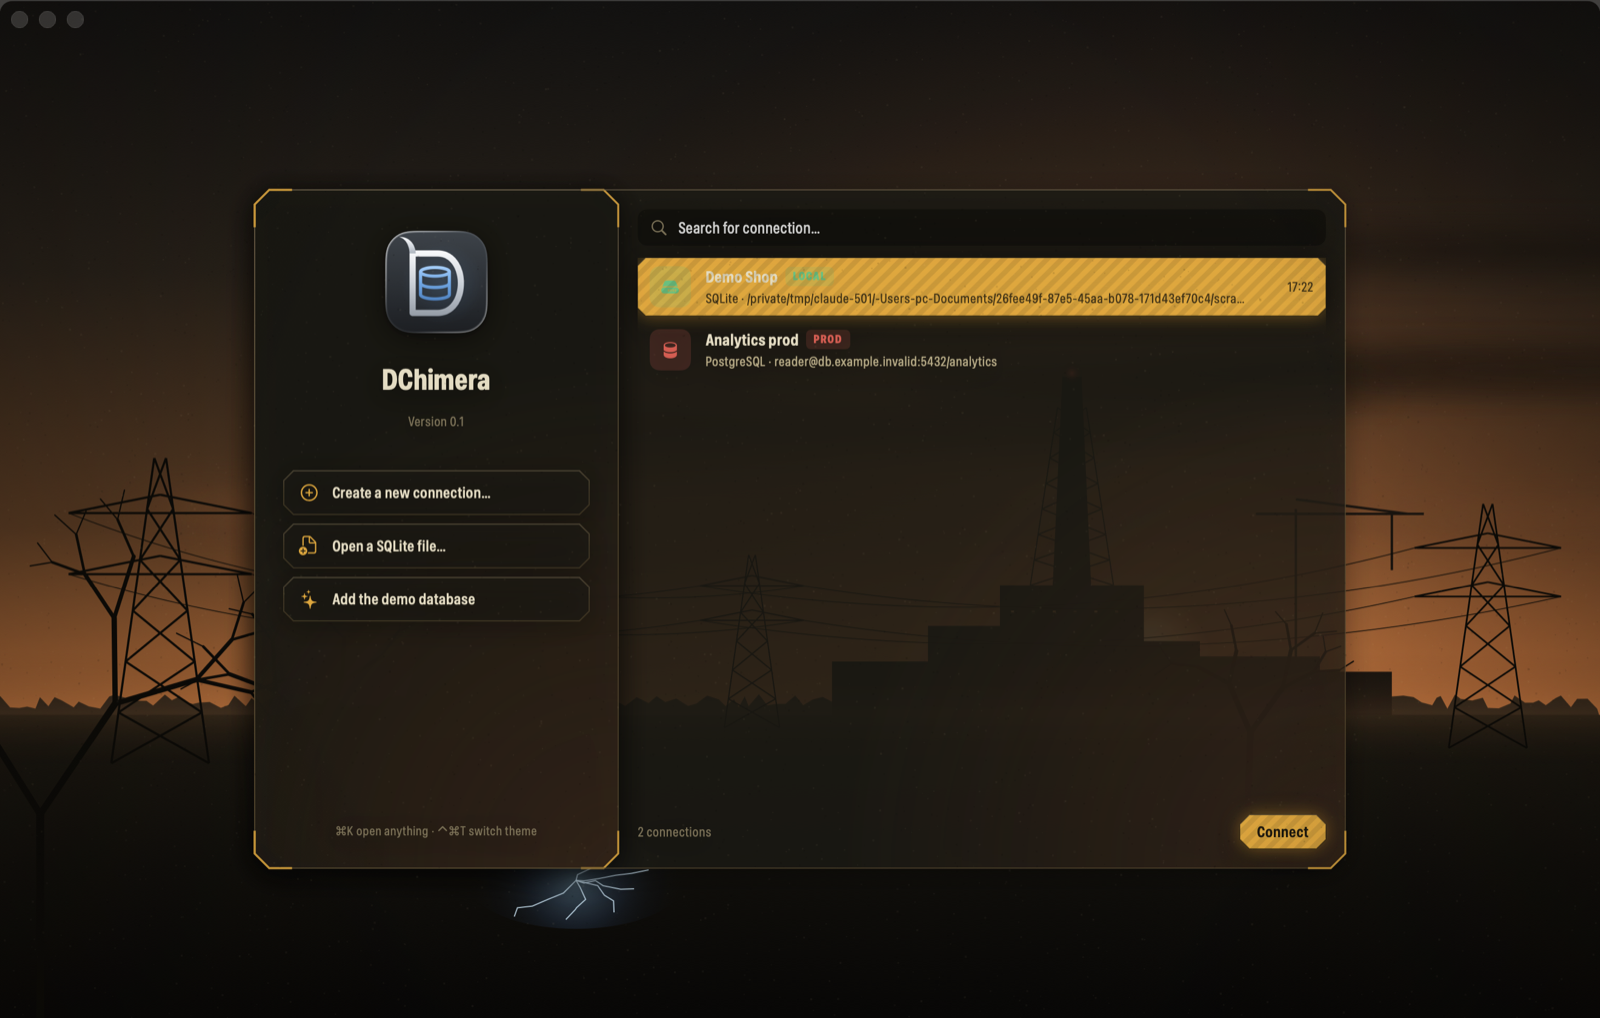 DChimera
Version 0.1
Create a new connection...
Open a SQLite file...
Add the demo database
⌘K open anything · ^⌘T switch theme
Search for connection...
Demo Shop LOCAL
SQLite · /private/tmp/claude-501/-Users-pc-Documents/26fee49f-87e5-45aa-b078-171d43ef70c4/scra...
17:22
Analytics prod PROD
PostgreSQL · reader@db.example.invalid:5432/analytics
2 connections
Connect